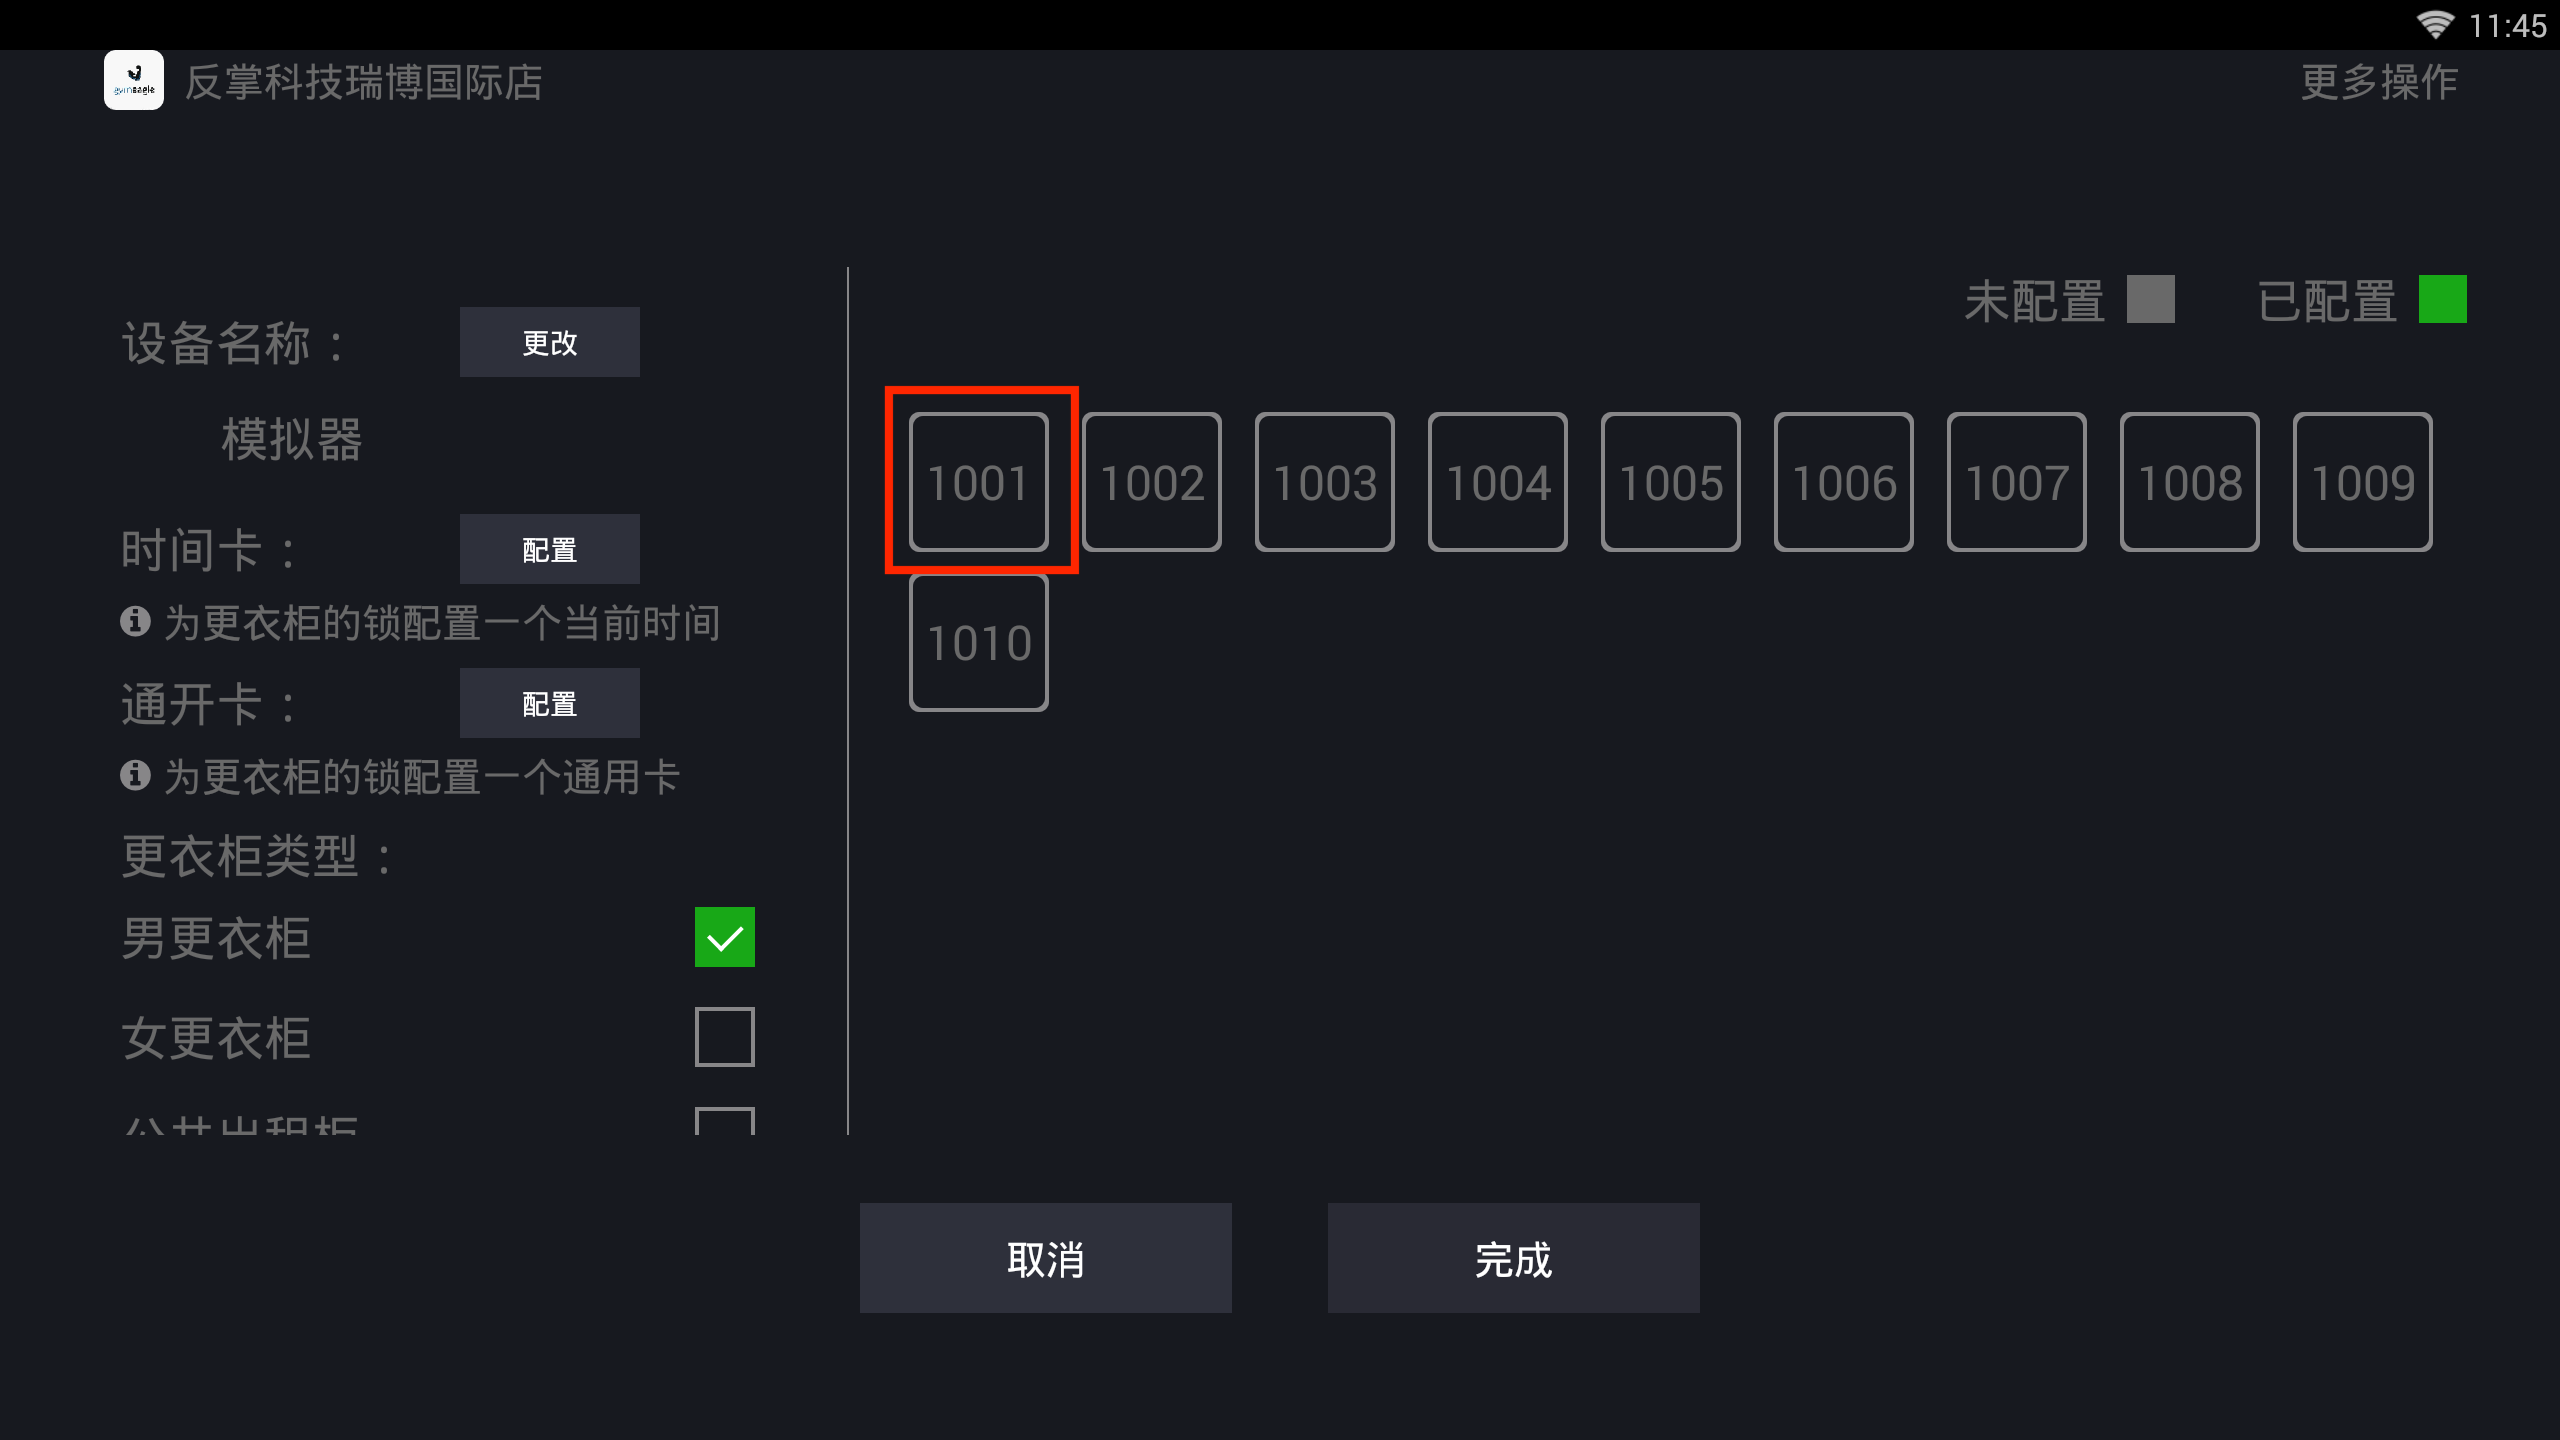 11:45
gymeagle
反掌科技瑞博国际店
更多操作
未配置
已配置
设备名称：
更改
模拟器
时间卡：
配置
为更衣柜的锁配置一个当前时间
通开卡：
配置
为更衣柜的锁配置一个通用卡
更衣柜类型：
男更衣柜
女更衣柜
公共出租柜
1001 1002 1003 1004 1005 1006 1007 1008 1009
1010
取消
完成